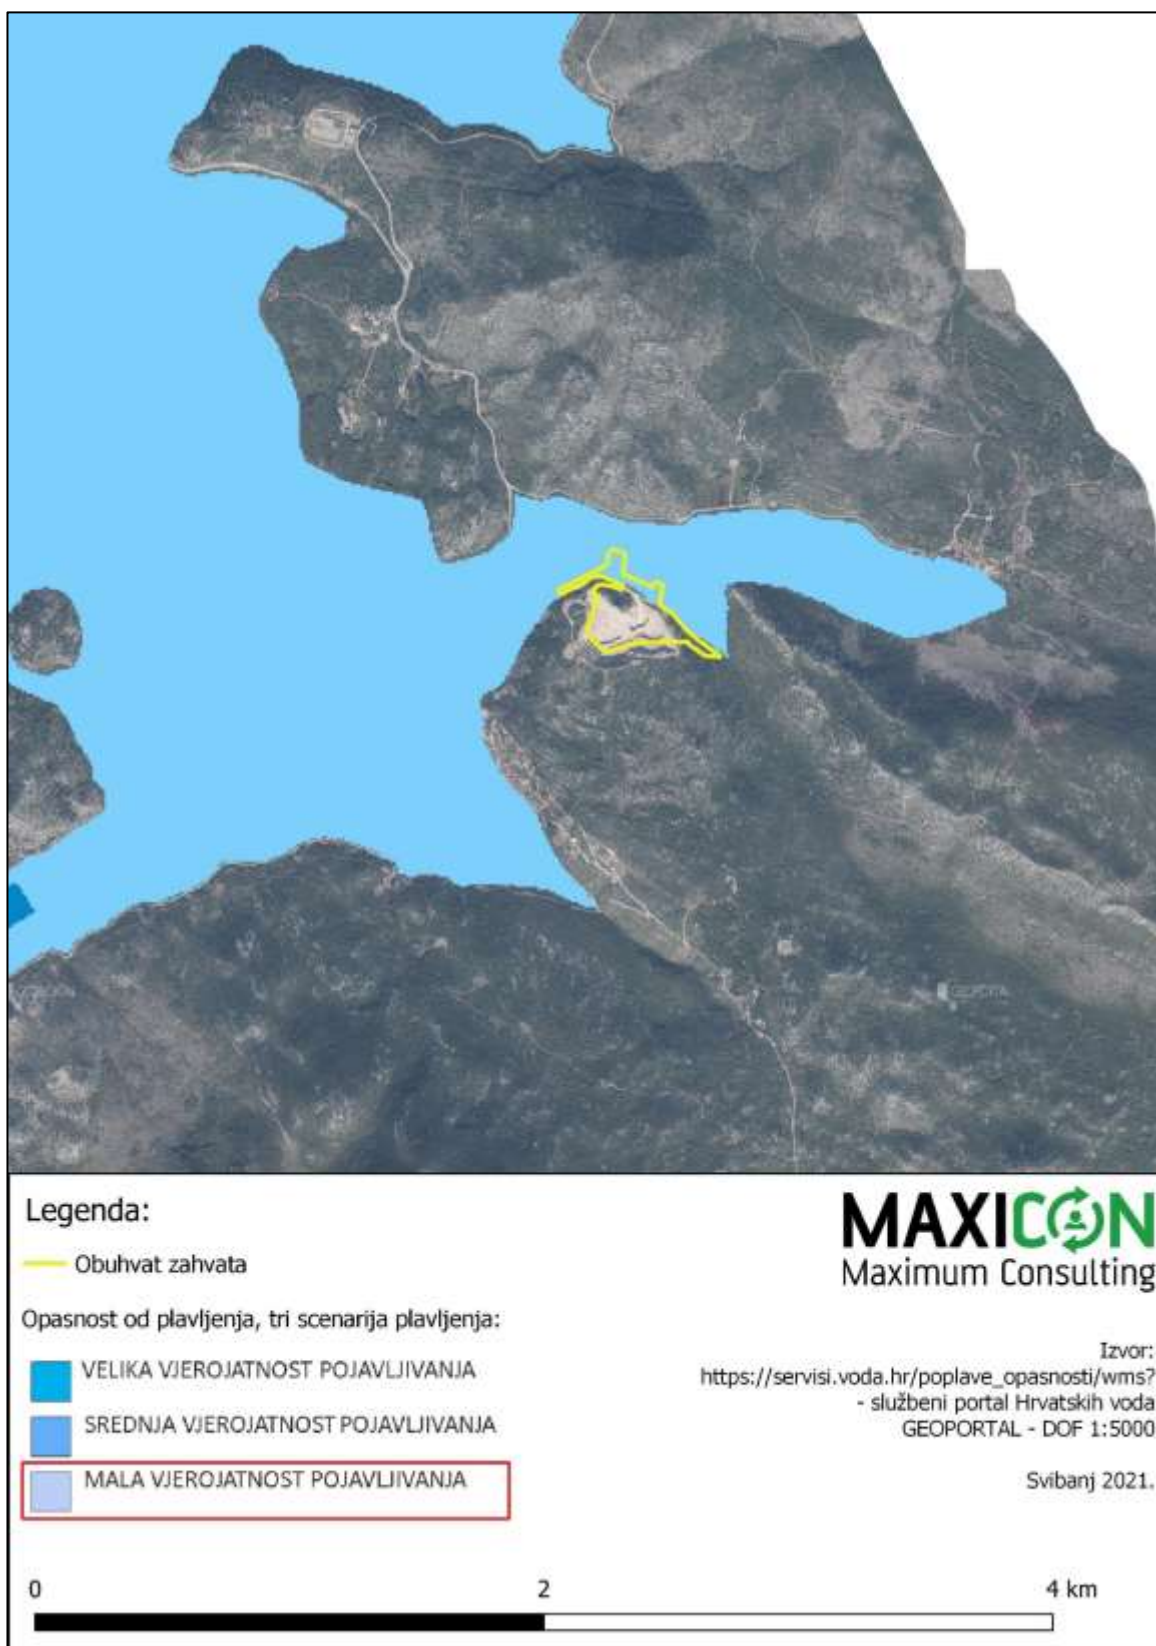 GEOPORTAL
Legenda:
Obuhvat zahvata
Opasnost od plavljenja, tri scenarija plavljenja:
VELIKA VJEROJATNOST POJAVLJIVANJA
SREDNJA VJEROJATNOST POJAVLJIVANJA
MALA VJEROJATNOST POJAVLJIVANJA
MAXICON
Maximum Consulting
Izvor:
https://servisi.voda.hr/poplave_opasnosti/wms?
- službeni portal Hrvatskih voda
GEOPORTAL - DOF 1:5000
Svibanj 2021.
0 2 4 km